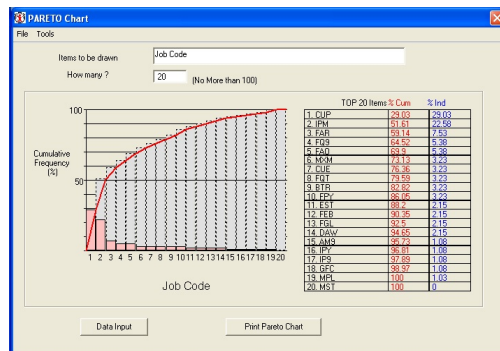 PARETO Chart
File Tools
Items to be drawn
Job Code
How many ?
20
(No More than 100)
TOP 20 Items % Cum % Ind
1. CUP 29.03 29.03
2. IPM 51.61 22.58
3. FAR 59.14 7.53
4. FQ9 64.52 5.38
5. FAO 69.9 5.38
6. MXM 73.13 3.23
7. CUE 76.36 3.23
8. FQT 79.59 3.23
9. BTR 82.82 3.23
10. FPY 86.05 3.23
11. EST 88.2 2.15
12. FEB 90.35 2.15
13. FGL 92.5 2.15
14. DAW 94.65 2.15
15. AM9 95.73 1.08
16. IPY 96.81 1.08
17. IP9 97.89 1.08
18. GFC 98.97 1.08
19. MPL 100 1.03
20. MST 100 0
100
Cumulative
Frequency
(%)
50
1 2 3 4 5 6 7 8 9 10 11 12 13 14 15 16 17 18 19 20
Job Code
Data Input
Print Pareto Chart